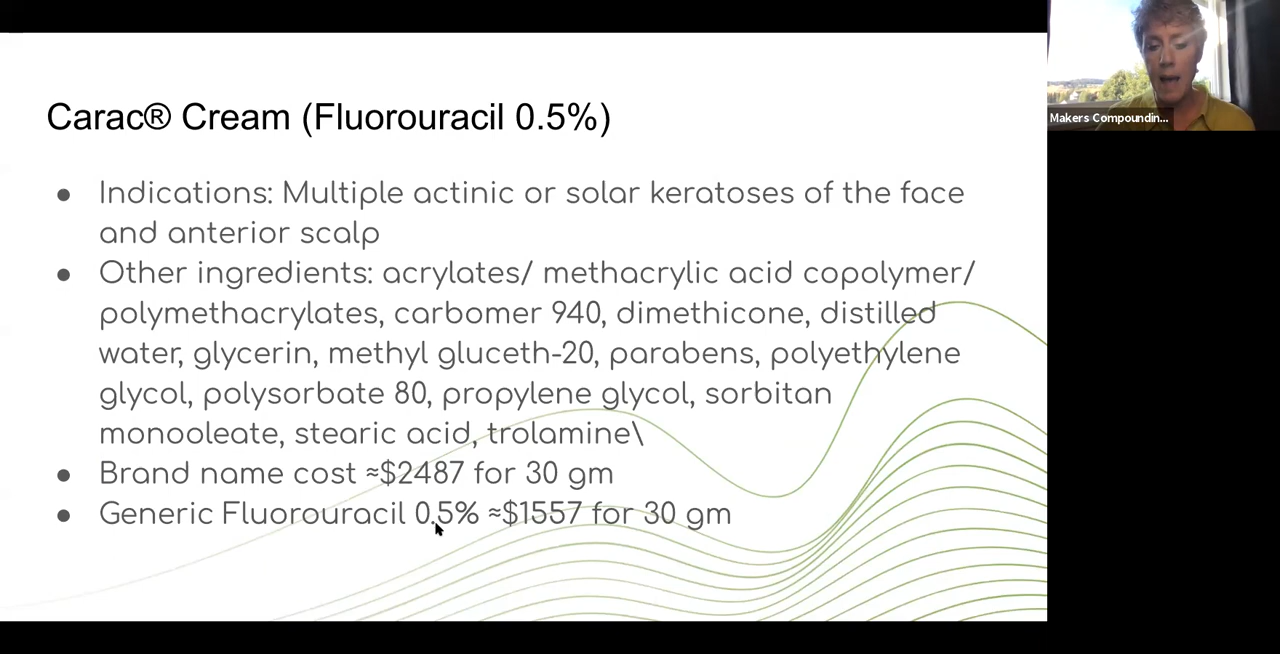 Carac® Cream (Fluorouracil 0.5%)
● Indications: Multiple actinic or solar keratoses of the face
and anterior scalp
● Other ingredients: acrylates/ methacrylic acid copolymer/
polymethacrylates, carbomer 940, dimethicone, distilled
water, glycerin, methyl gluceth-20, parabens, polyethylene
glycol, polysorbate 80, propylene glycol, sorbitan
monooleate, stearic acid, trolamine\
● Brand name cost ≈$2487 for 30 gm
● Generic Fluorouracil 0.5% ≈$1557 for 30 gm
Makers Compoundin...